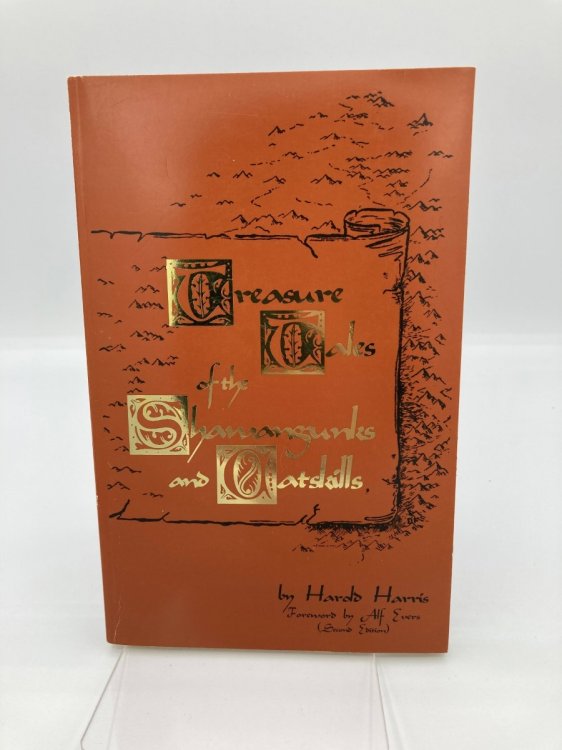 Treasure
Tales
of the
Shawangunks
and Catskills
by Harold Harris
Foreword by Alf Evers
(Second Edition)